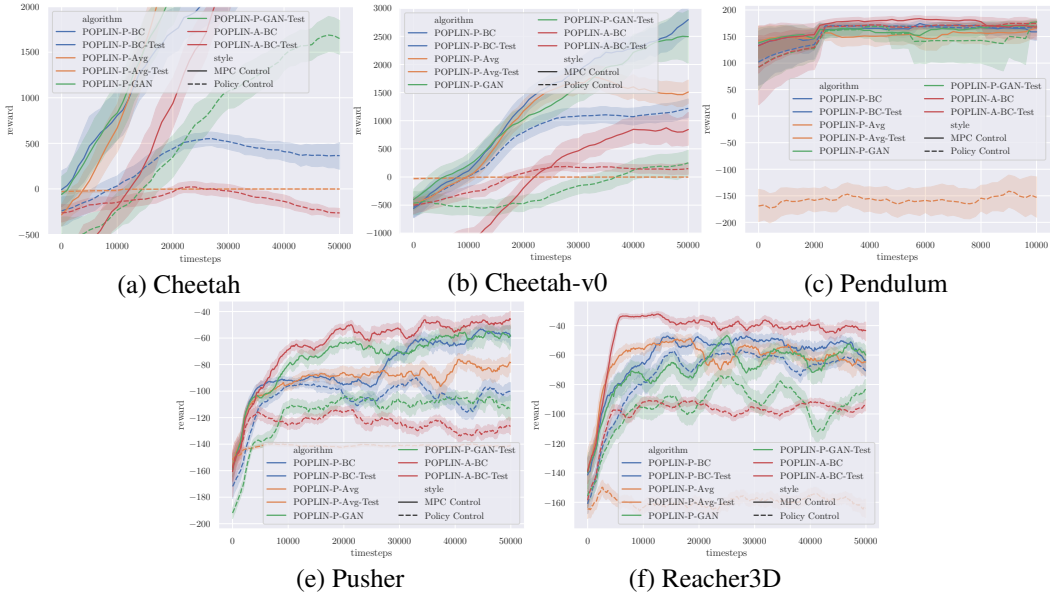 2000
1500
1000
500
0
−500
reward
0
10000
20000
30000
40000
50000
timesteps
algorithm
POPLIN-P-BC
POPLIN-P-BC-Test
POPLIN-P-Avg
POPLIN-P-Avg-Test
POPLIN-P-GAN
POPLIN-P-GAN-Test
POPLIN-A-BC
POPLIN-A-BC-Test
style
MPC Control
Policy Control
(a) Cheetah
3000
2500
2000
1500
1000
500
0
−500
−1000
reward
0
10000
20000
30000
40000
50000
timesteps
algorithm
POPLIN-P-BC
POPLIN-P-BC-Test
POPLIN-P-Avg
POPLIN-P-Avg-Test
POPLIN-P-GAN
POPLIN-P-GAN-Test
POPLIN-A-BC
POPLIN-A-BC-Test
style
MPC Control
Policy Control
(b) Cheetah-v0
200
150
100
50
0
−50
−100
−150
−200
reward
0
2000
4000
6000
8000
10000
timesteps
algorithm
POPLIN-P-BC
POPLIN-P-BC-Test
POPLIN-P-Avg
POPLIN-P-Avg-Test
POPLIN-P-GAN
POPLIN-P-GAN-Test
POPLIN-A-BC
POPLIN-A-BC-Test
style
MPC Control
Policy Control
(c) Pendulum
−40
−60
−80
−100
−120
−140
−160
−180
−200
reward
0
10000
20000
30000
40000
50000
timesteps
algorithm
POPLIN-P-BC
POPLIN-P-BC-Test
POPLIN-P-Avg
POPLIN-P-Avg-Test
POPLIN-P-GAN
POPLIN-P-GAN-Test
POPLIN-A-BC
POPLIN-A-BC-Test
style
MPC Control
Policy Control
(e) Pusher
−40
−60
−80
−100
−120
−140
−160
reward
0
10000
20000
30000
40000
50000
timesteps
algorithm
POPLIN-P-BC
POPLIN-P-BC-Test
POPLIN-P-Avg
POPLIN-P-Avg-Test
POPLIN-P-GAN
POPLIN-P-GAN-Test
POPLIN-A-BC
POPLIN-A-BC-Test
style
MPC Control
Policy Control
(f) Reacher3D